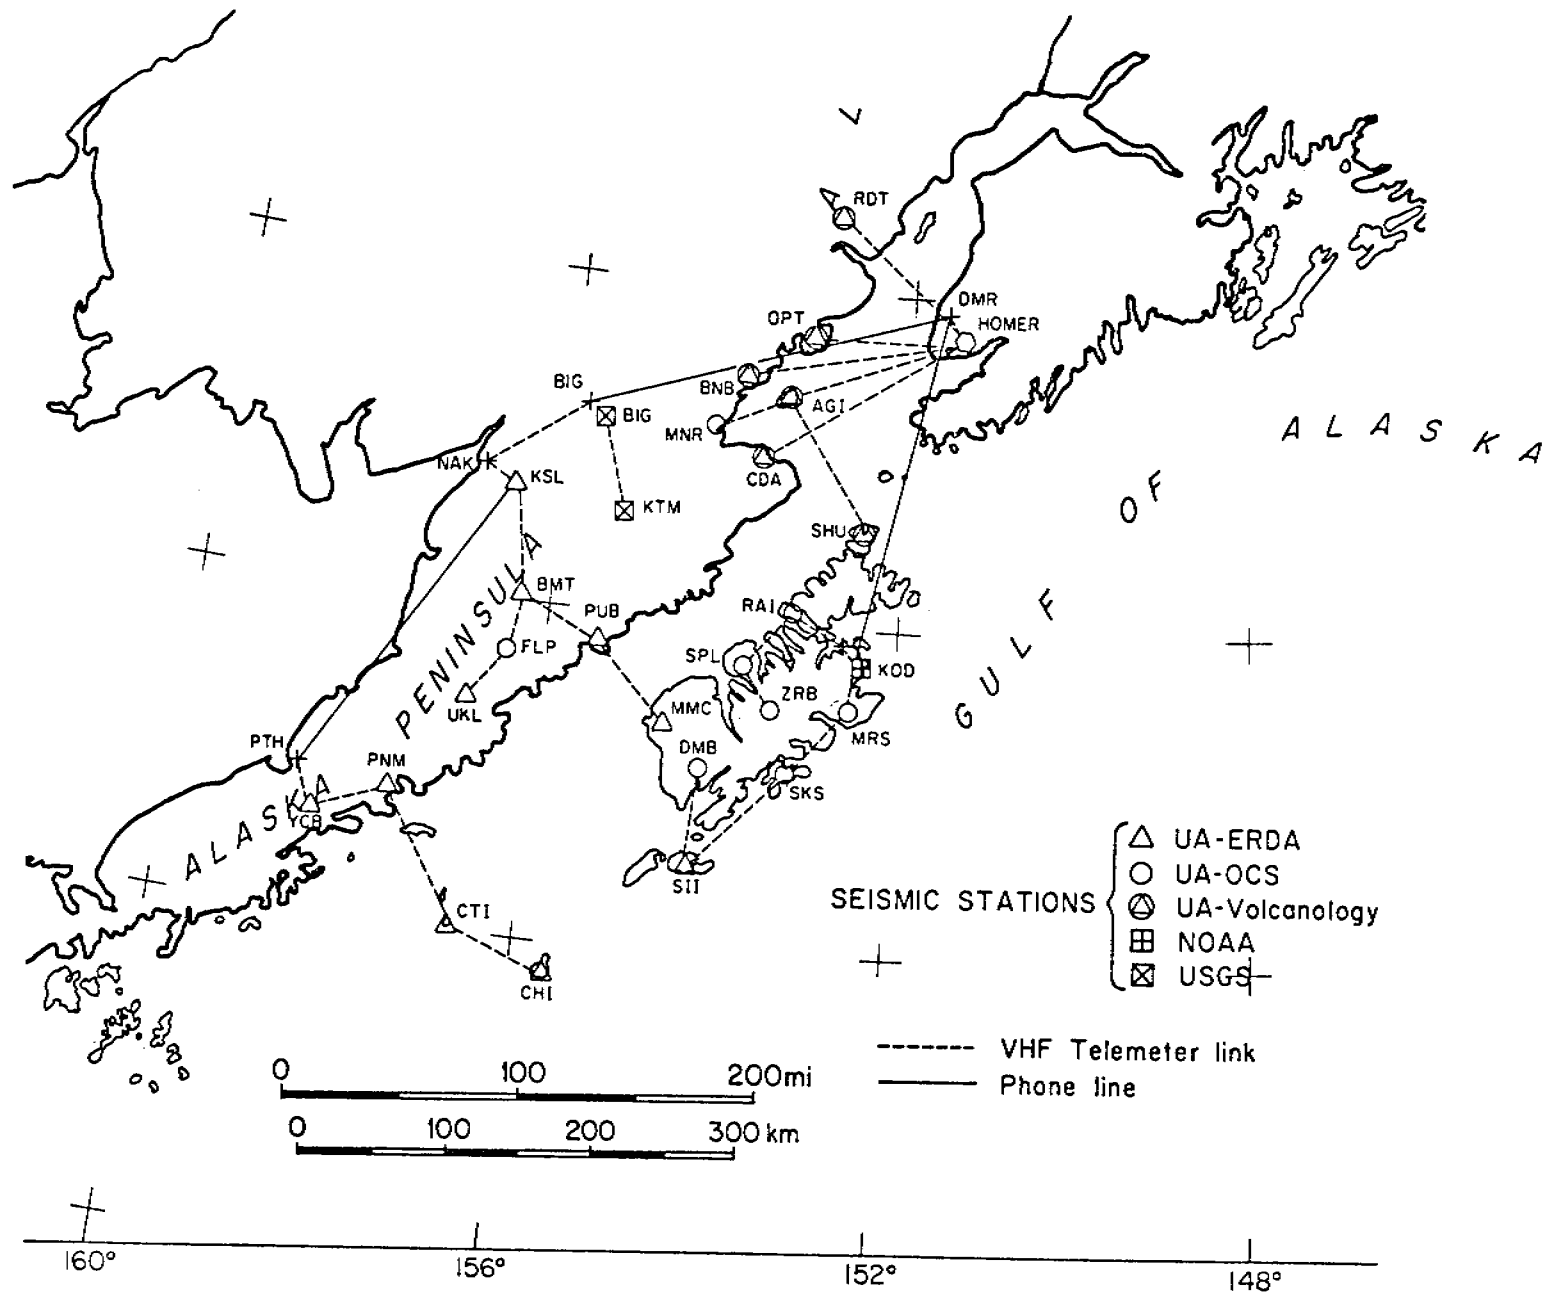 L
RDT
DMR
HOMER
OPT
BIG
BNB
BIG
AGI
MNR
NAK
KSL
CDA
KTM
SHU
BMT
PUB
RAI
FLP
SPL
KOD
ZRB
UKL
MMC
MRS
PTH
DMB
PNM
SKS
YCB
SII
CTI
CHI
ALASKA
PENINSULA
GULF
OF
ALASKA
SEISMIC STATIONS
UA-ERDA
UA-OCS
UA-Volcanology
NOAA
USGS
VHF Telemeter link
Phone line
0 100 200mi
0 100 200 300 km
160° 156° 152° 148°